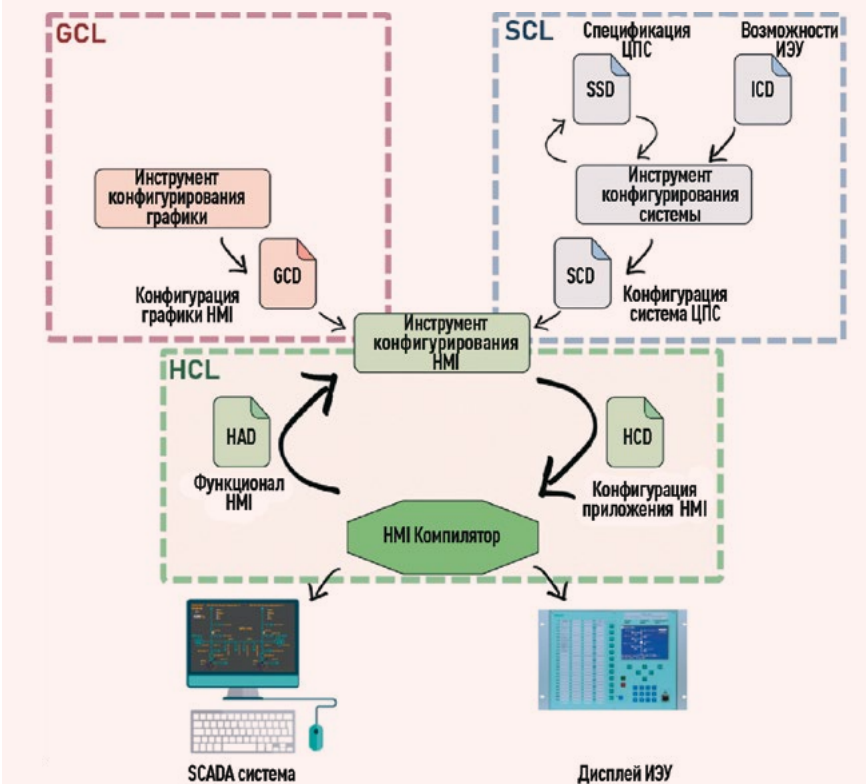 GCL
SCL
Спецификация
ЦПС
Возможности
ИЭУ
SSD
ICD
Инструмент
конфигурирования
графики
Инструмент
конфигурирования
системы
GCD
SCD
Конфигурация
графики HMI
Конфигурация
система ЦПС
Инструмент
конфигурирования
HMI
HCL
HAD
HCD
Функционал
HMI
Конфигурация
приложения HMI
HMI Компилятор
SCADA система
Дисплей ИЭУ